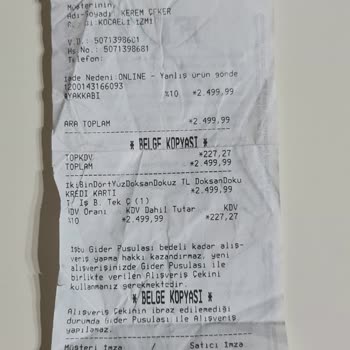 Müşterinin;
Adı-Soyadı: KEREM ÇEKER
KOCAELİ İZMİ
V.D.: 5071398601
Hs.No.: 5071398681
Telefon:
İade Nedeni:ONLINE - Yanlış ürün gönde
1200143166093
AYAKKABI %10 *2.499,99
ARA TOPLAM *2.499,99
* BELGE KOPYASI *
TOPKDV *227,27
TOPLAM *2.499,99
İkiBinDörtYüzDoksanDokuz TL DoksanDoku
KREDİ KARTI *2.499,99
T. İş B. Tek Ç (1)
KDV Oranı KDV Dahil Tutar KDV
%10 *2.499,99 *227,27
İşbu Gider Pusulası bedeli kadar alış-
veriş yapma hakkı kazandırmaz, yeni
alışverişinizde Gider Pusulası ile
birlikte verilen Alışveriş Çekini
kullanmanız gerekmektedir.
* BELGE KOPYASI *
Alışveriş Çekinin ibraz edilemediği
durumda Gider Pusulası ile Alışveriş
yapılamaz.
Müşteri İmza / Satıcı İmza